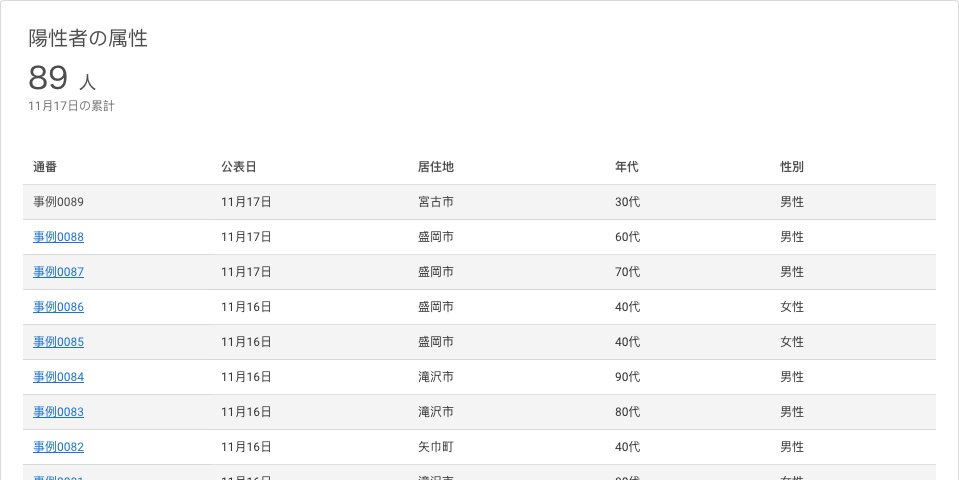 陽性者の属性
89 人
11月17日の累計
通番 公表日 居住地 年代 性別
事例0089 11月17日 宮古市 30代 男性
事例0088 11月17日 盛岡市 60代 男性
事例0087 11月17日 盛岡市 70代 男性
事例0086 11月16日 盛岡市 40代 女性
事例0085 11月16日 盛岡市 40代 女性
事例0084 11月16日 滝沢市 90代 男性
事例0083 11月16日 滝沢市 80代 男性
事例0082 11月16日 矢巾町 40代 男性